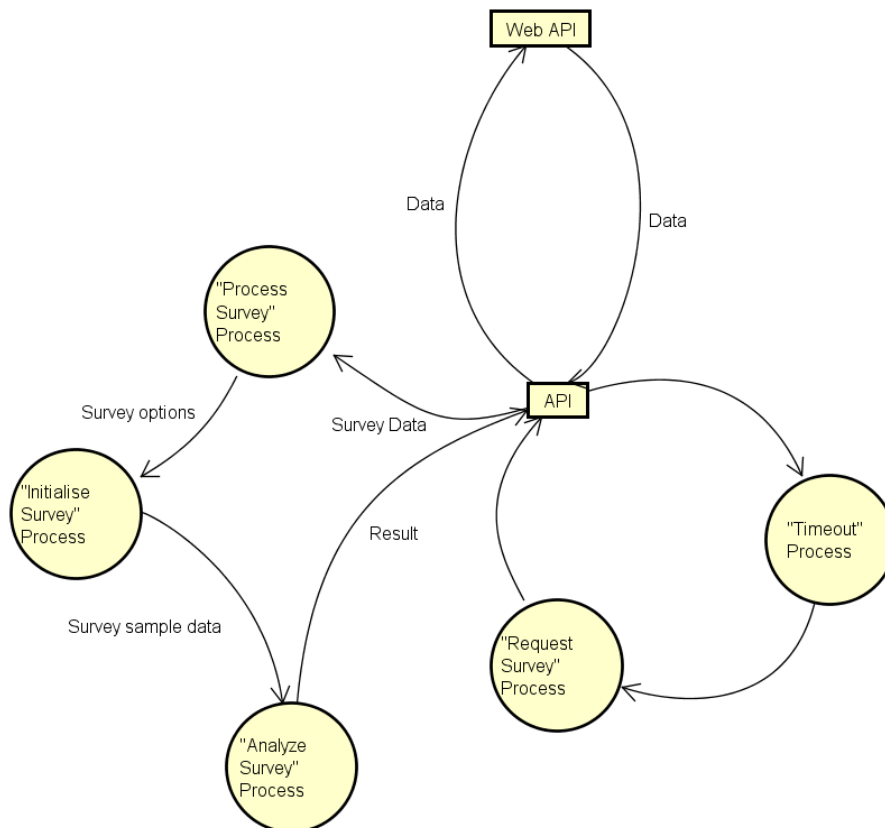 Web API
Data
Data
"Process
Survey"
Process
API
Survey options
Survey Data
"Initialise
Survey"
Process
"Timeout"
Process
Result
Survey sample data
"Request
Survey"
Process
"Analyze
Survey"
Process